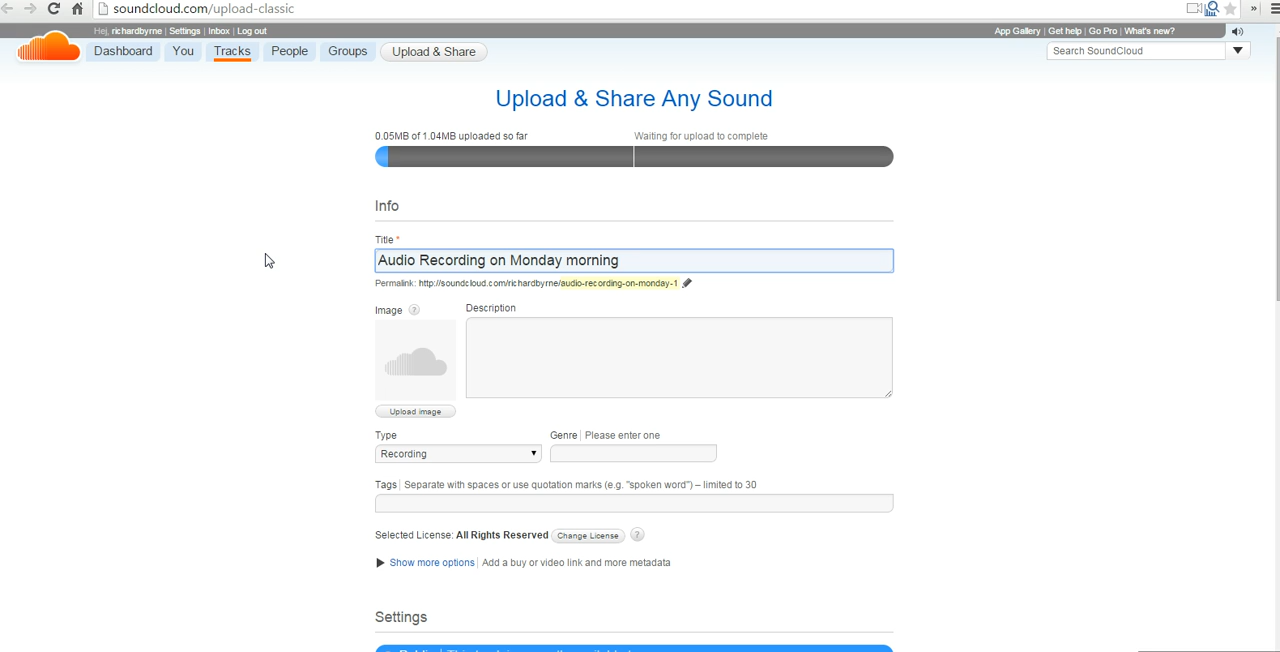 soundcloud.com/upload-classic
Hej, richardbyrne | Settings | Inbox | Log out
App Gallery | Get help | Go Pro | What's new?
Dashboard You Tracks People Groups Upload & Share
Search SoundCloud
Upload & Share Any Sound
0.05MB of 1.04MB uploaded so far
Waiting for upload to complete
Info
Title *
Audio Recording on Monday morning
Permalink: http://soundcloud.com/richardbyrne/audio-recording-on-monday-1
Image ?
Description
Upload image
Type
Genre Please enter one
Recording
Tags Separate with spaces or use quotation marks (e.g. "spoken word") – limited to 30
Selected License: All Rights Reserved Change License ?
Show more options Add a buy or video link and more metadata
Settings